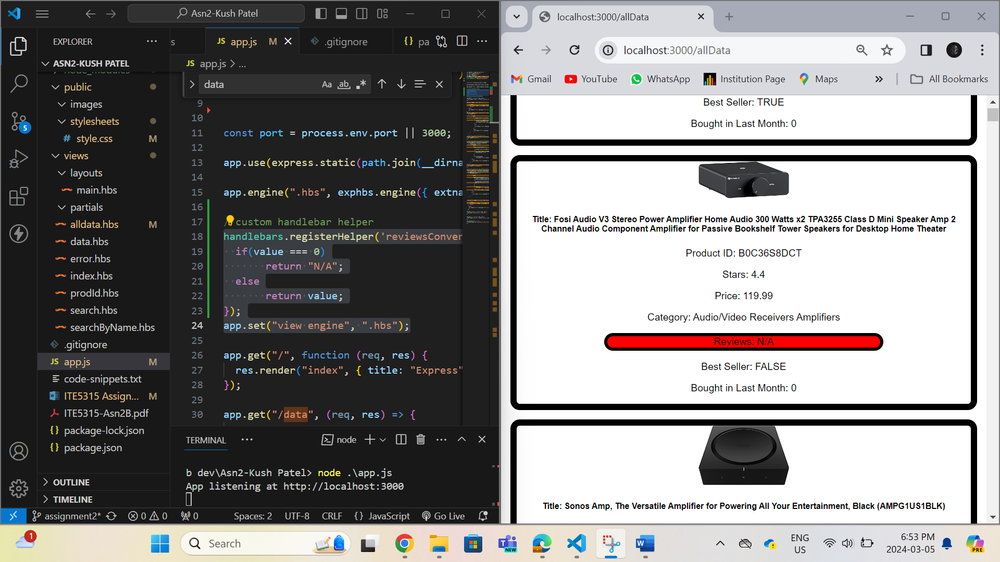 Asn2-Kush Patel
EXPLORER
ASN2-KUSH PATEL
node_modules
public
images
stylesheets
# style.css M
views
layouts
main.hbs
partials
alldata.hbs M
data.hbs
error.hbs
index.hbs
prodId.hbs
search.hbs
searchByName.hbs
.gitignore
JS app.js M
code-snippets.txt
ITE5315 Assign... M
ITE5315-Asn2B.pdf
{} package-lock.json
{} package.json
OUTLINE
TIMELINE
5
s
JS app.js M
.gitignore
{} pa
JS app.js > ...
data
Aa ab .*
9
10
11 const port = process.env.port || 3000;
12
13 app.use(express.static(path.join(__dirna
14
15 app.engine(".hbs", exphbs.engine({ extna
16
17 /custom handlebar helper
18 handlebars.registerHelper('reviewsConver
19 if(value === 0)
20 return "N/A";
21 else
22 return value;
23 });
24 app.set("view engine", ".hbs");
25
26 app.get("/", function (req, res) {
27 res.render("index", { title: "Express"
28 });
29
30 app.get("/data", (req, res) => {
TERMINAL
node
b dev\Asn2-Kush Patel> node .\app.js
App listening at http://localhost:3000
assignment2* 0 0 0 Spaces: 2 UTF-8 CRLF {} JavaScript Go Live
localhost:3000/allData
localhost:3000/allData
Gmail YouTube WhatsApp Institution Page Maps » All Bookmarks
Best Seller: TRUE
Bought in Last Month: 0
Title: Fosi Audio V3 Stereo Power Amplifier Home Audio 300 Watts x2 TPA3255 Class D Mini Speaker Amp 2
Channel Audio Component Amplifier for Passive Bookshelf Tower Speakers for Desktop Home Theater
Product ID: B0C36S8DCT
Stars: 4.4
Price: 119.99
Category: Audio/Video Receivers Amplifiers
Reviews: N/A
Best Seller: FALSE
Bought in Last Month: 0
Title: Sonos Amp, The Versatile Amplifier for Powering All Your Entertainment, Black (AMPG1US1BLK)
1
Search
NEW
ENG
US
6:53 PM
2024-03-05
PRE